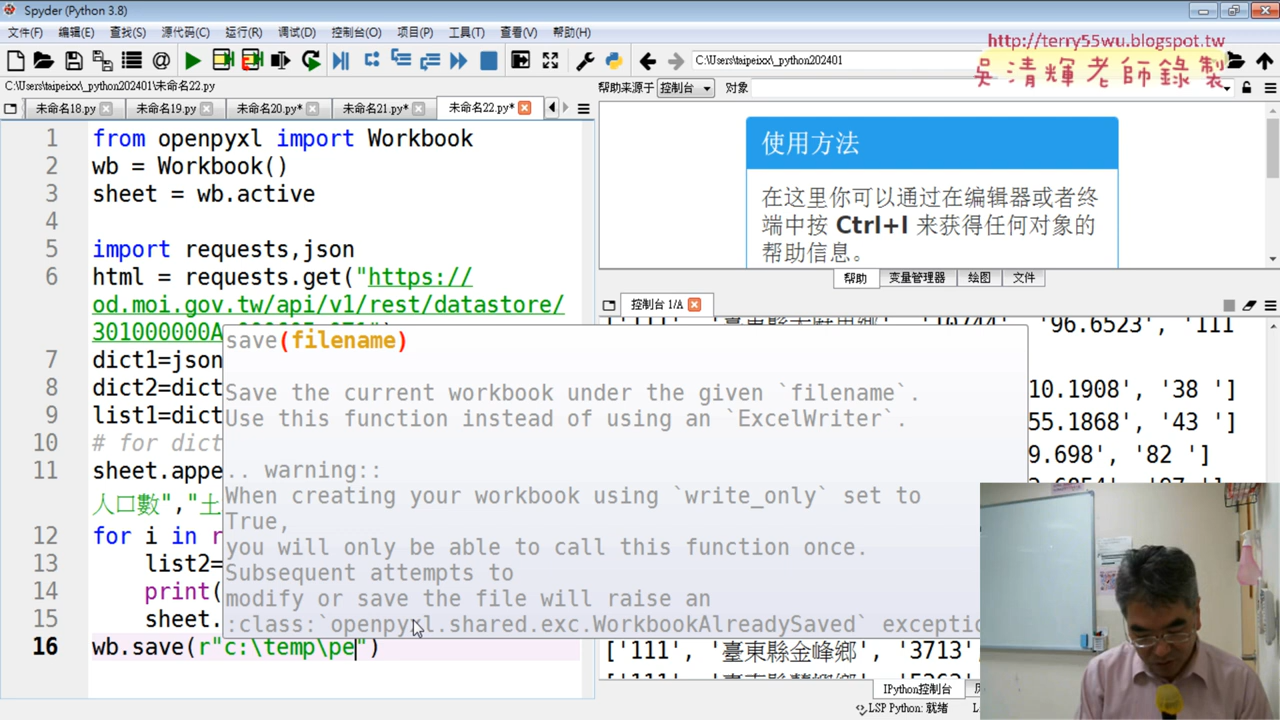 Spyder (Python 3.8)
文件(F) 编辑(E) 查找(S) 源代码(C) 运行(R) 调试(D) 控制台(O) 项目(P) 工具(T) 查看(V) 帮助(H)
C:\Users\taipeixx\_python202401
http://terry55wu.blogspot.tw
吳清輝老師錄製
C:\Users\taipeixx\_python202401\未命名22.py
帮助来源于 控制台 对象
未命名18.py 未命名19.py 未命名20.py* 未命名21.py* 未命名22.py*
1 from openpyxl import Workbook
2 wb = Workbook()
3 sheet = wb.active
4
5 import requests,json
6 html = requests.get("https://
od.moi.gov.tw/api/v1/rest/datastore/
301000000A
7 dict1=json
8 dict2=dict
9 list1=dict
10 # for dict
11 sheet.appe
人口數","土
12 for i in r
13 list2=
14 print(
15 sheet.
16 wb.save(r"c:\temp\pe")
save(filename)
Save the current workbook under the given `filename`.
Use this function instead of using an `ExcelWriter`.
.. warning::
When creating your workbook using `write_only` set to
True,
you will only be able to call this function once.
Subsequent attempts to
modify or save the file will raise an
:class:`openpyxl.shared.exc.WorkbookAlreadySaved` exceptio
使用方法
在这里你可以通过在编辑器或者终
端中按 Ctrl+I 来获得任何对象的
帮助信息。
帮助 变量管理器 绘图 文件
控制台 1/A
'96.6523', '111
10.1908', '38 ']
55.1868', '43 ']
9.698', '82 ']
['111', '臺東縣金峰鄉', '3713',
IPython控制台
LSP Python: 就绪